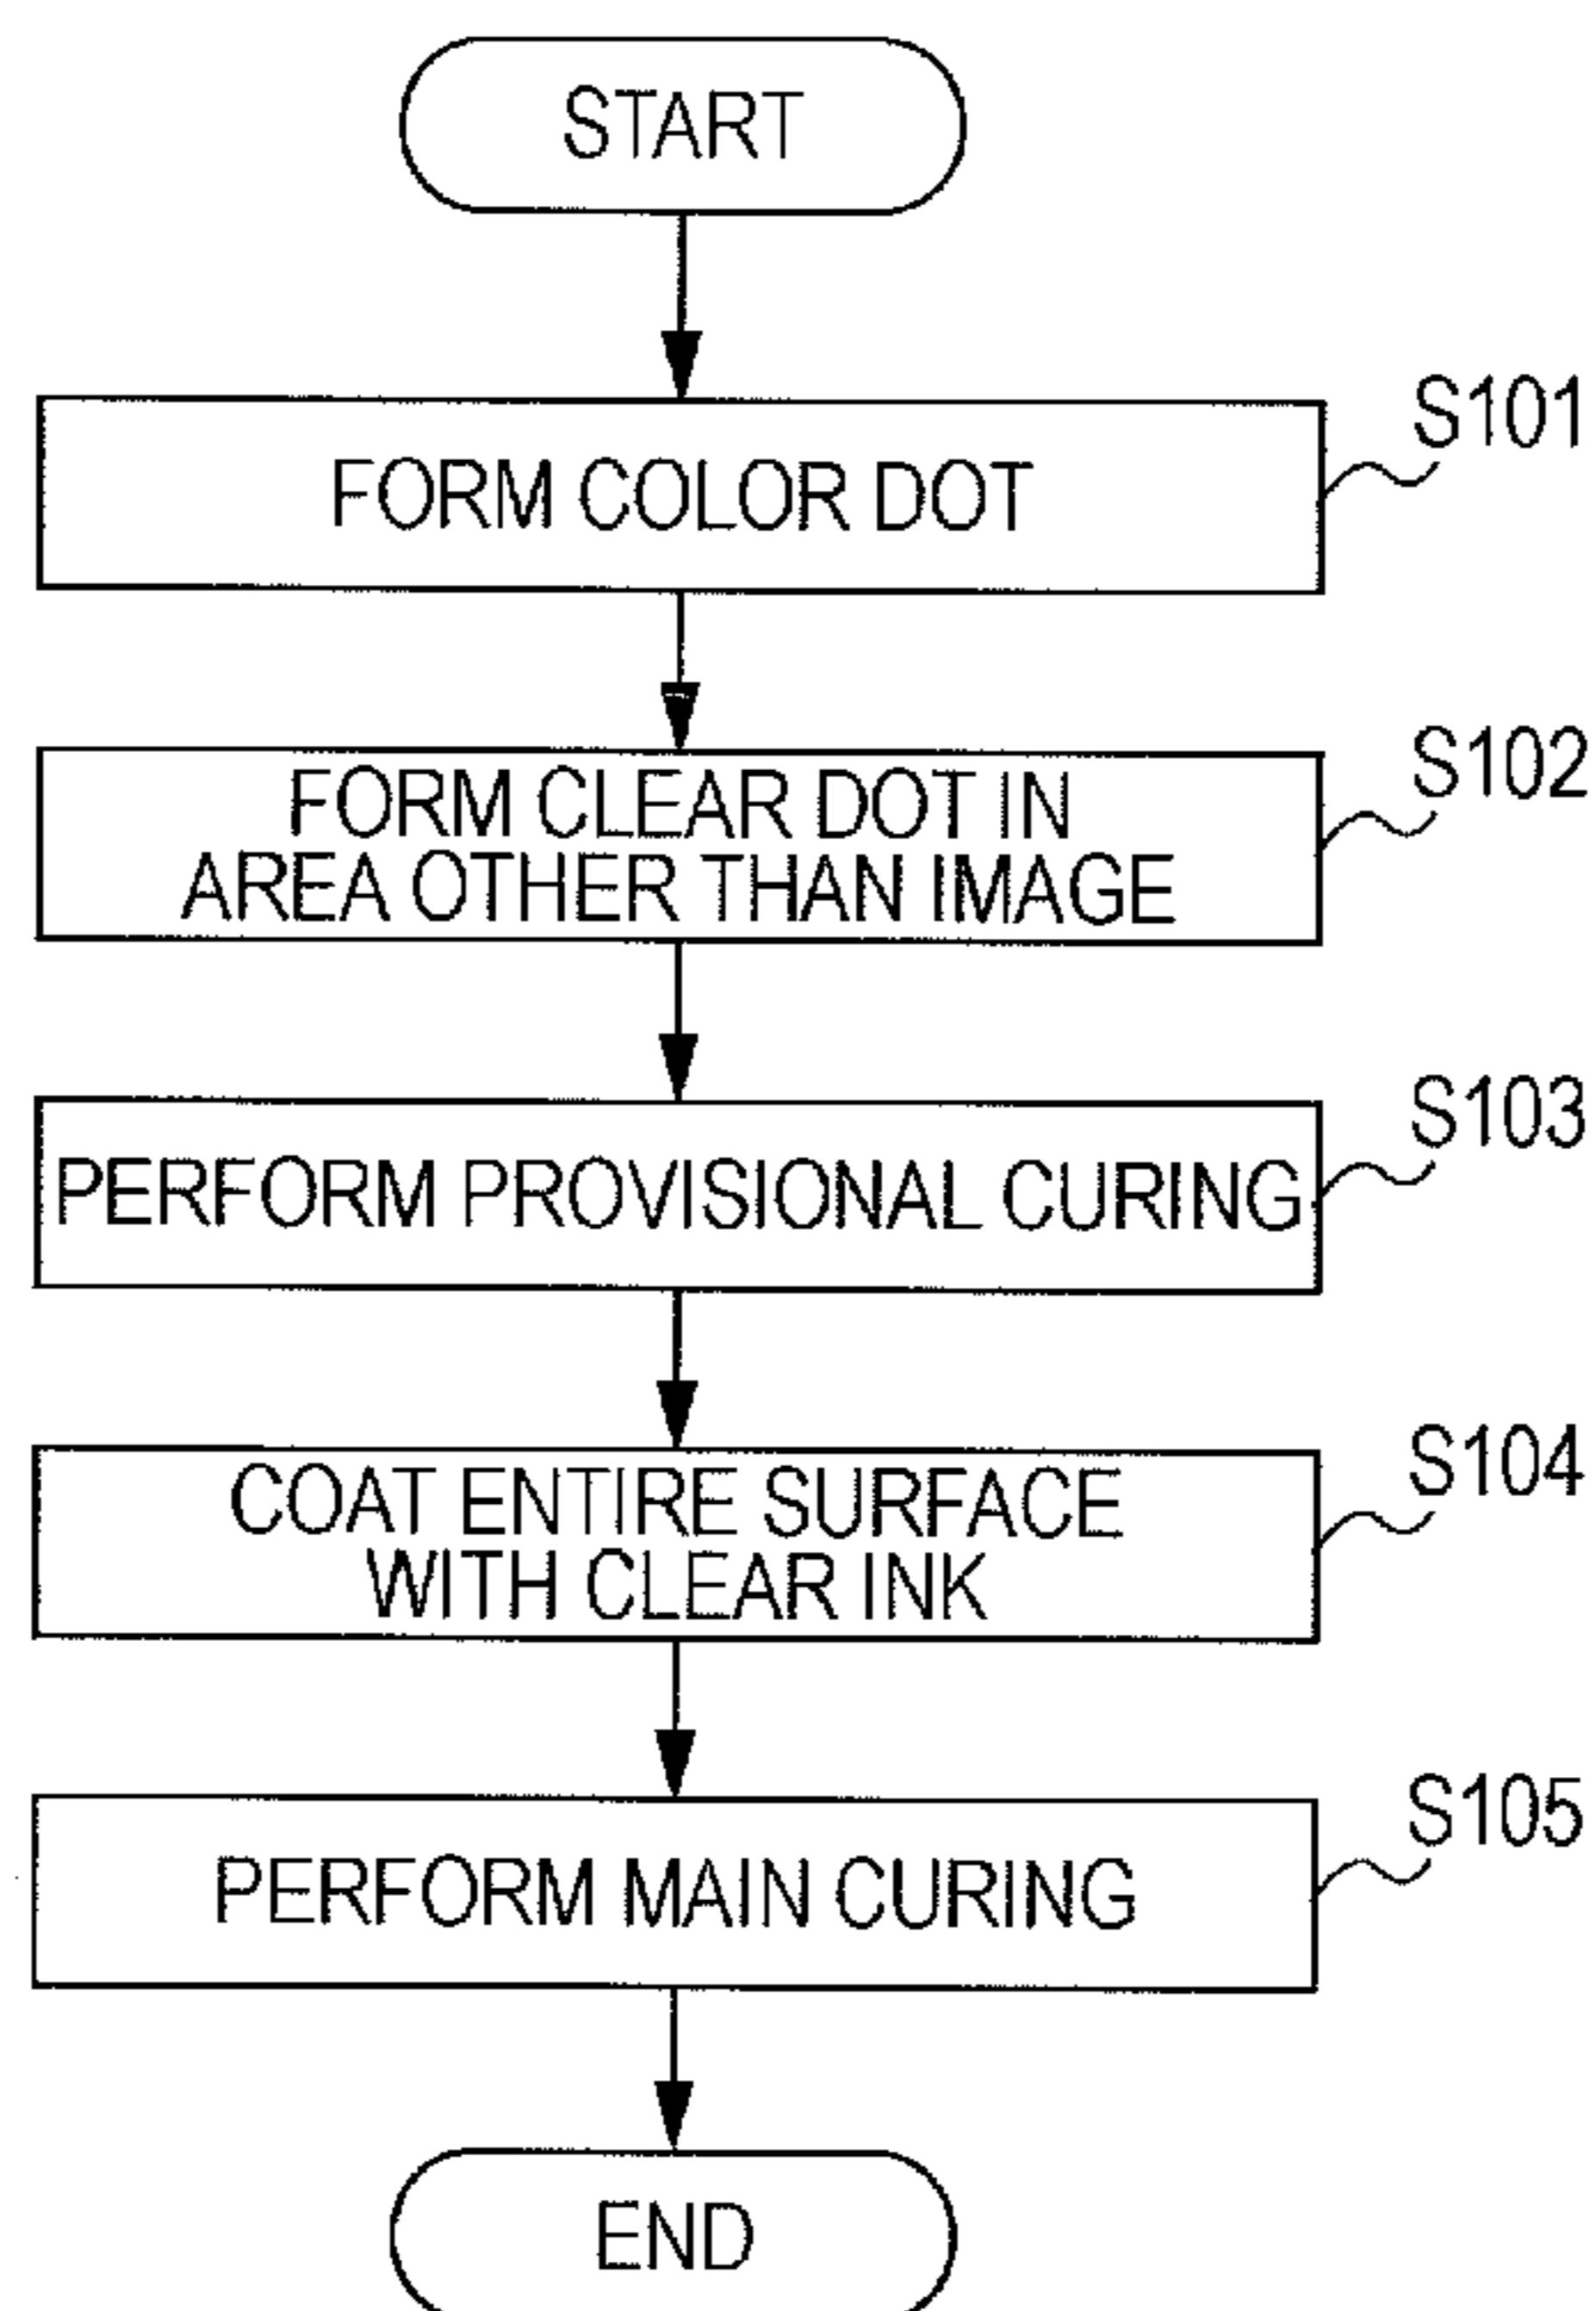 START
S101
FORM COLOR DOT
S102
FORM CLEAR DOT IN
AREA OTHER THAN IMAGE
S103
PERFORM PROVISIONAL CURING
S104
COAT ENTIRE SURFACE
WITH CLEAR INK
S105
PERFORM MAIN CURING
END